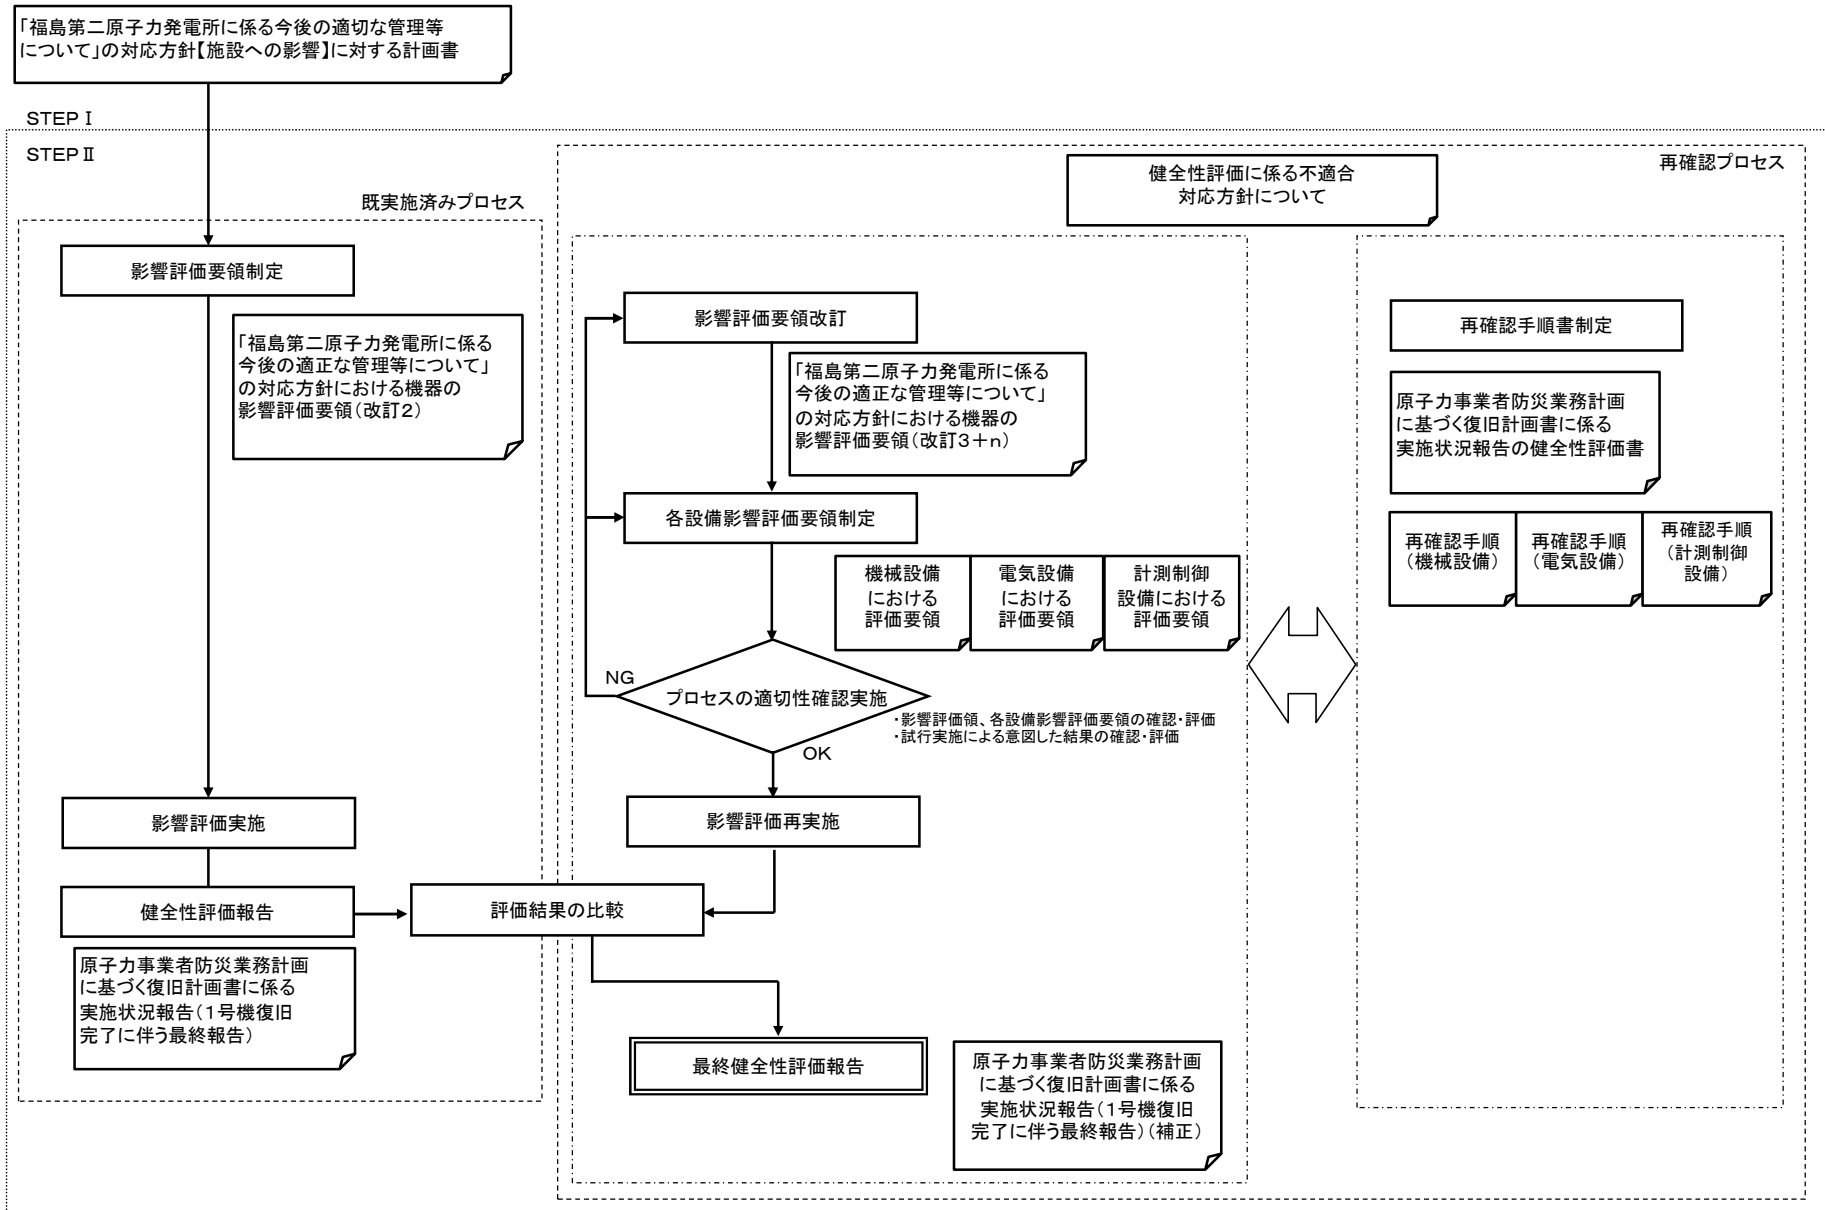 「福島第二原子力発電所に係る今後の適切な管理等
について」の対応方針【施設への影響】に対する計画書
STEPⅠ
STEPⅡ
既実施済みプロセス
影響評価要領制定
「福島第二原子力発電所に係る
今後の適正な管理等について」
の対応方針における機器の
影響評価要領（改訂２）
影響評価実施
健全性評価報告
原子力事業者防災業務計画
に基づく復旧計画書に係る
実施状況報告（１号機復旧
完了に伴う最終報告）
評価結果の比較
再確認プロセス
健全性評価に係る不適合
対応方針について
影響評価要領改訂
「福島第二原子力発電所に係る
今後の適正な管理等について」
の対応方針における機器の
影響評価要領（改訂３＋ｎ）
各設備影響評価要領制定
機械設備
における
評価要領
電気設備
における
評価要領
計測制御
設備における
評価要領
NG
プロセスの適切性確認実施
・影響評価領、各設備影響評価要領の確認・評価
・試行実施による意図した結果の確認・評価
OK
影響評価再実施
最終健全性評価報告
原子力事業者防災業務計画
に基づく復旧計画書に係る
実施状況報告（１号機復旧
完了に伴う最終報告）（補正）
再確認手順書制定
原子力事業者防災業務計画
に基づく復旧計画書に係る
実施状況報告の健全性評価書
再確認手順
（機械設備）
再確認手順
（電気設備）
再確認手順
（計測制御
設備）